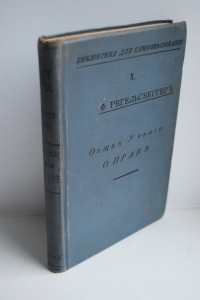 БИБЛІОТЕКА ДЛЯ САМООБРАЗОВАНІЯ
X.
Ф. РЕГЕЛЬСБЕРГЕРЪ
ОБЩЕЕ УЧЕНІЕ
О ПРАВѢ